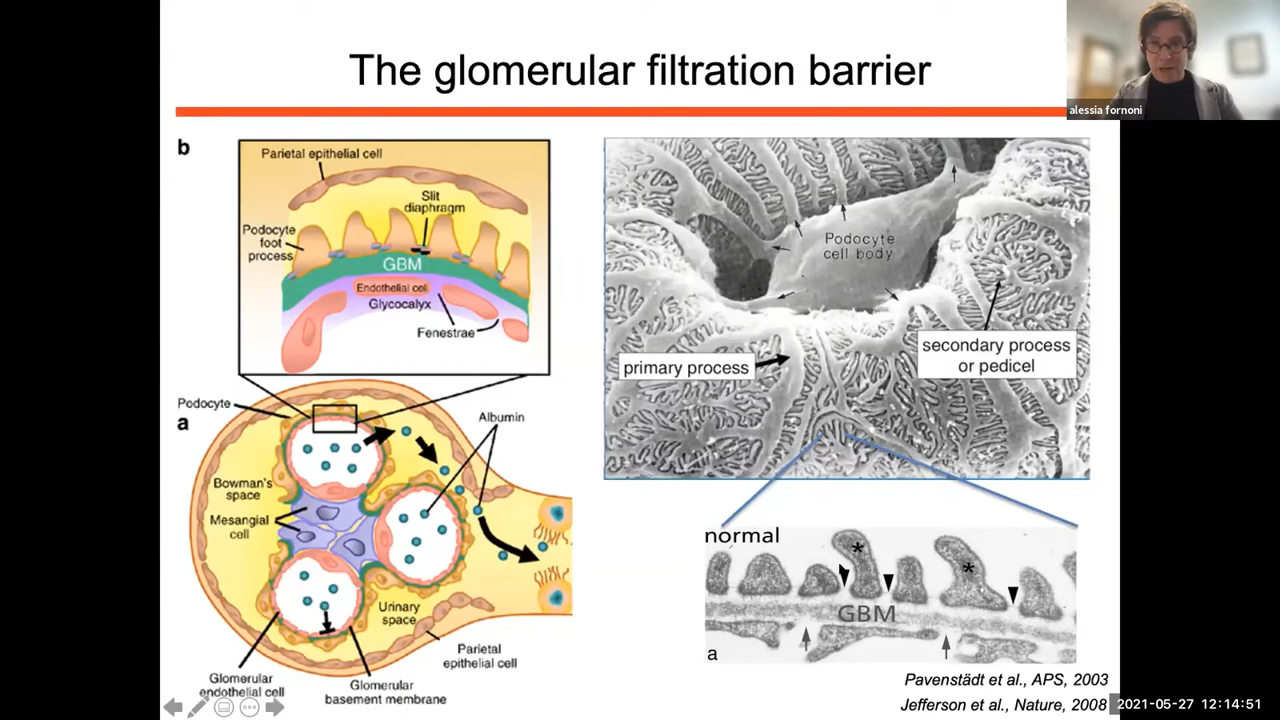 The glomerular filtration barrier
alessia fornoni
b
Parietal epithelial cell
Slit
diaphragm
Podocyte
foot
process
GBM
Endothelial cell
Glycocalyx
Fenestrae
Podocyte
a
Albumin
Bowman's
space
Mesangial
cell
Urinary
space
Parietal
epithelial cell
Glomerular
endothelial cell
Glomerular
basement membrane
Podocyte
cell body
primary process
secondary process
or pedicel
normal
*
*
GBM
a
Pavenstädt et al., APS, 2003
Jefferson et al., Nature, 2008
2021-05-27 12:14:51